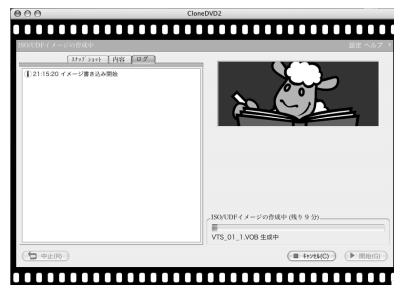 CloneDVD2
ISO/UDFイメージの作成中
設定 ヘルプ ?
スナップ ショット 内容 ログ
21:15:20 イメージ書き込み開始
ISO/UDFイメージの作成中 (残り 9 分)
VTS_01_1.VOB 生成中
中止(R) キャンセル(C) 開始(G)